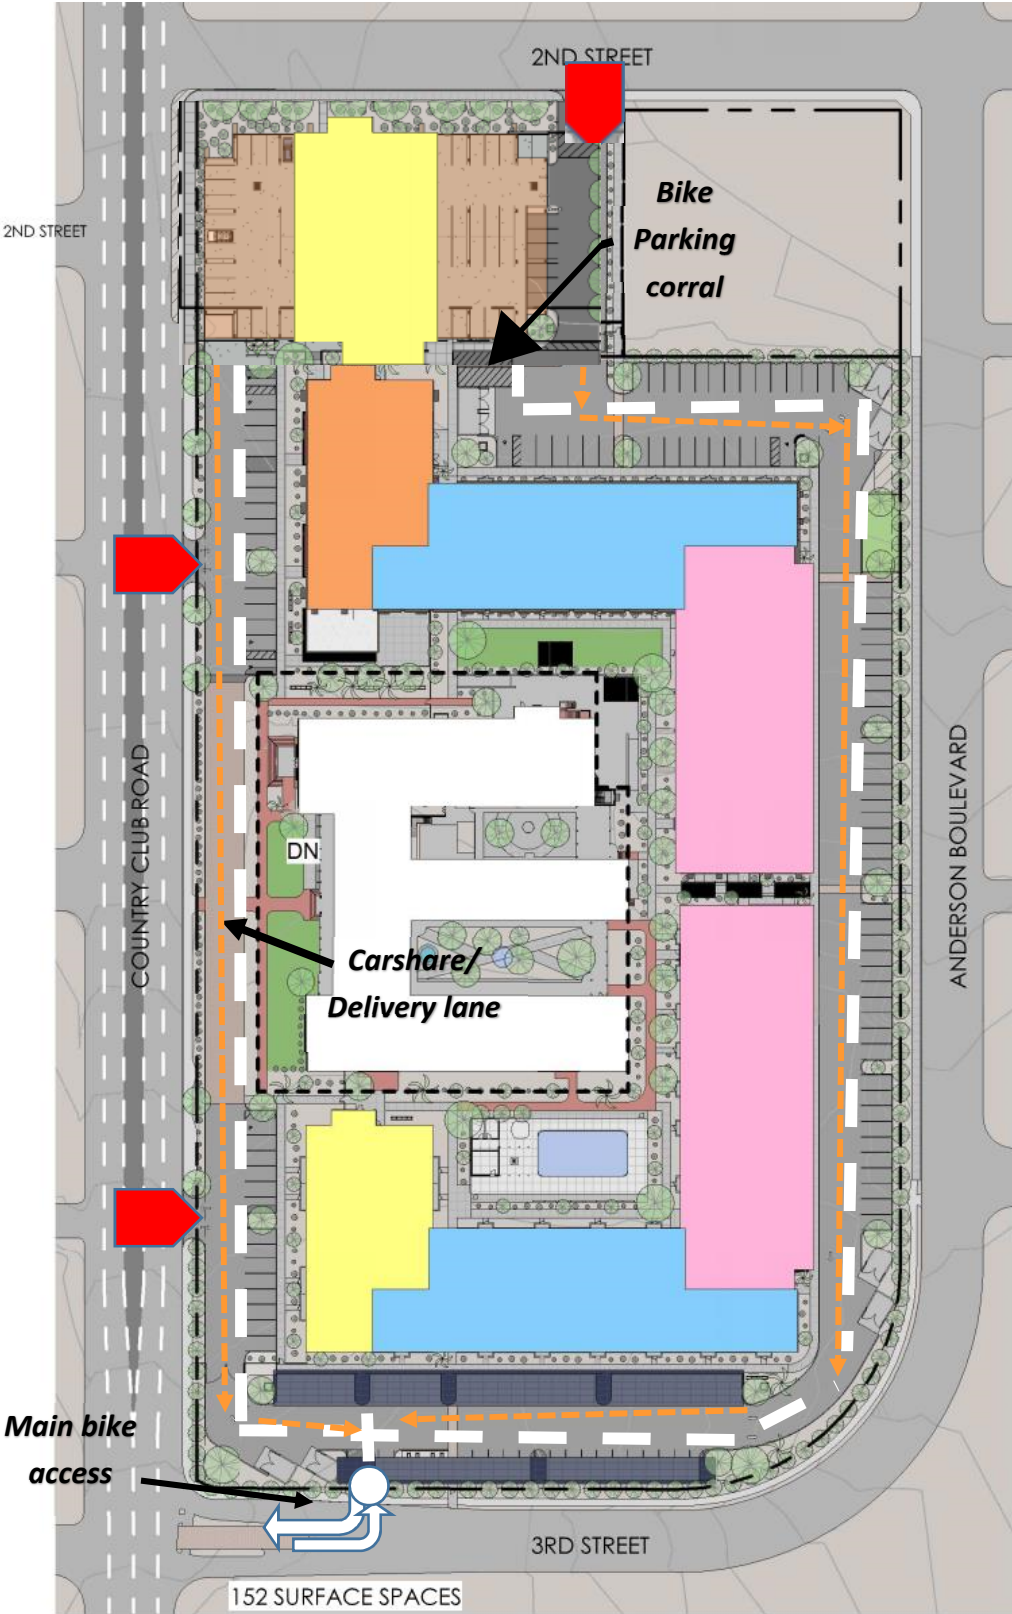 2ND STREET
2ND STREET
Bike
Parking
corral
COUNTRY CLUB ROAD
ANDERSON BOULEVARD
DN
Carshare/
Delivery lane
Main bike
access
3RD STREET
152 SURFACE SPACES